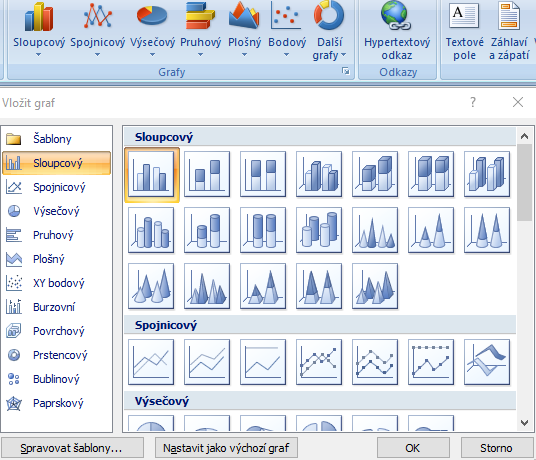 Sloupcový Spojnicový Výsečový Pruhový Plošný Bodový Další grafy
Hypertextový odkaz
Textové pole
Záhlaví a zápatí
Grafy
Odkazy
Vložit graf
?
Šablony
Sloupcový
Spojnicový
Výsečový
Pruhový
Plošný
XY bodový
Burzovní
Povrchový
Prstencový
Bublinový
Paprskový
Sloupcový
Spojnicový
Výsečový
Spravovat šablony...
Nastavit jako výchozí graf
OK
Storno